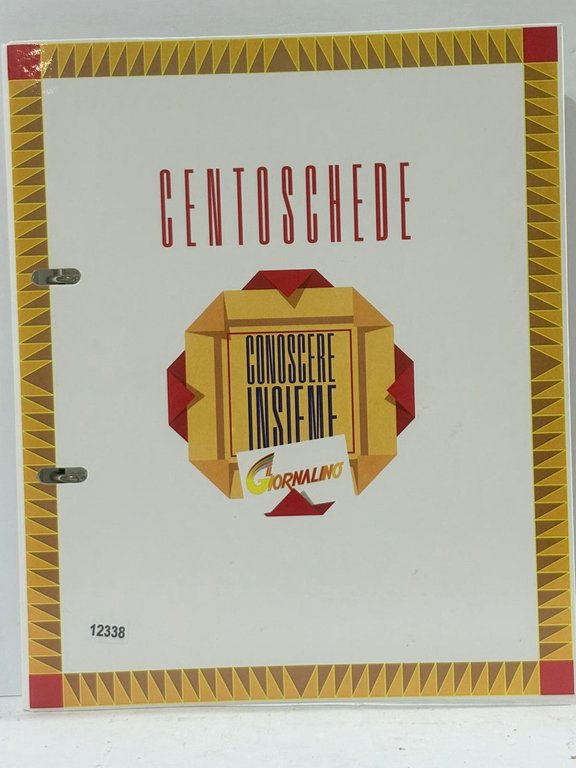 CENTOSCHEDE
CONOSCERE
INSIEME
IL
GIORNALINO
12338